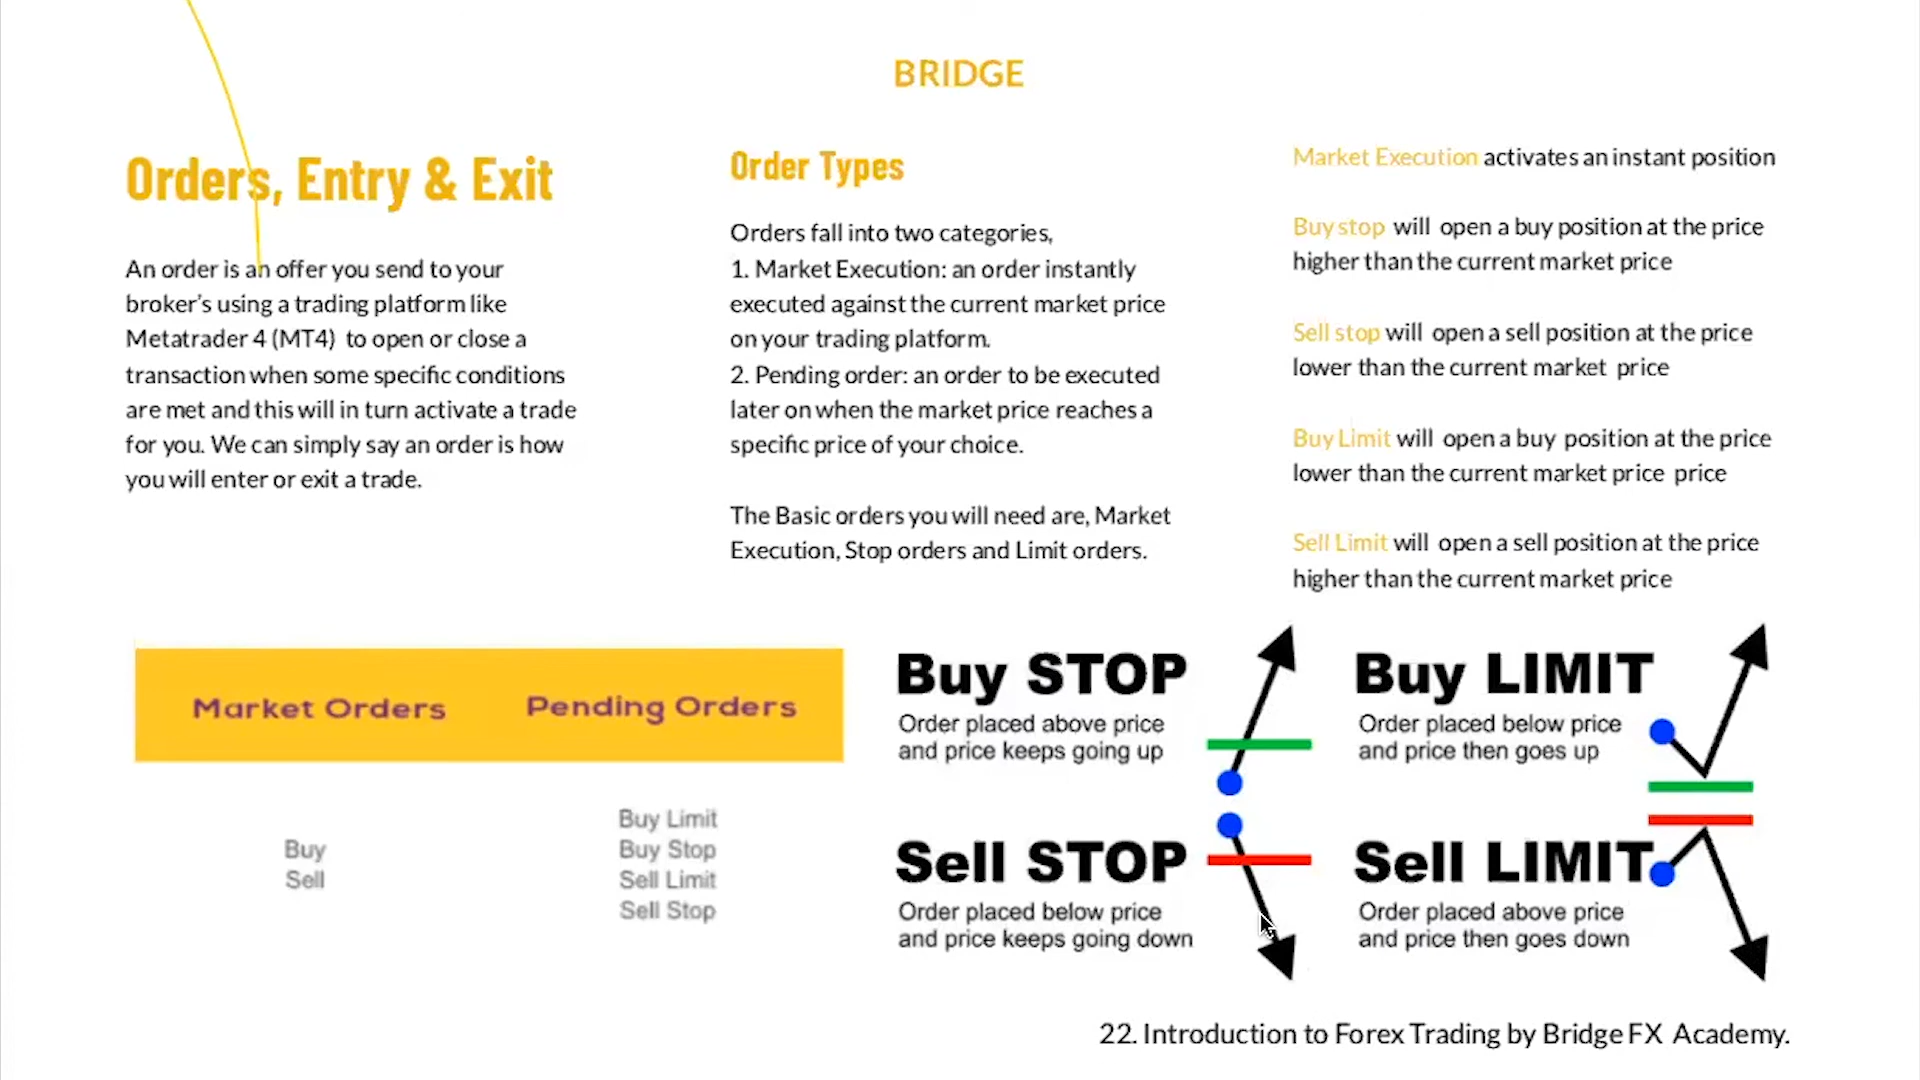 BRIDGE
Orders, Entry & Exit
An order is an offer you send to your
broker's using a trading platform like
Metatrader 4 (MT4) to open or close a
transaction when some specific conditions
are met and this will in turn activate a trade
for you. We can simply say an order is how
you will enter or exit a trade.
Order Types
Orders fall into two categories,
1. Market Execution: an order instantly
executed against the current market price
on your trading platform.
2. Pending order: an order to be executed
later on when the market price reaches a
specific price of your choice.
The Basic orders you will need are, Market
Execution, Stop orders and Limit orders.
Market Execution activates an instant position
Buy stop will open a buy position at the price
higher than the current market price
Sell stop will open a sell position at the price
lower than the current market price
Buy Limit will open a buy position at the price
lower than the current market price price
Sell Limit will open a sell position at the price
higher than the current market price
Market Orders
Pending Orders
Buy
Sell
Buy Limit
Buy Stop
Sell Limit
Sell Stop
Buy STOP
Order placed above price
and price keeps going up
Buy LIMIT
Order placed below price
and price then goes up
Sell STOP
Order placed below price
and price keeps going down
Sell LIMIT
Order placed above price
and price then goes down
22. Introduction to Forex Trading by Bridge FX Academy.